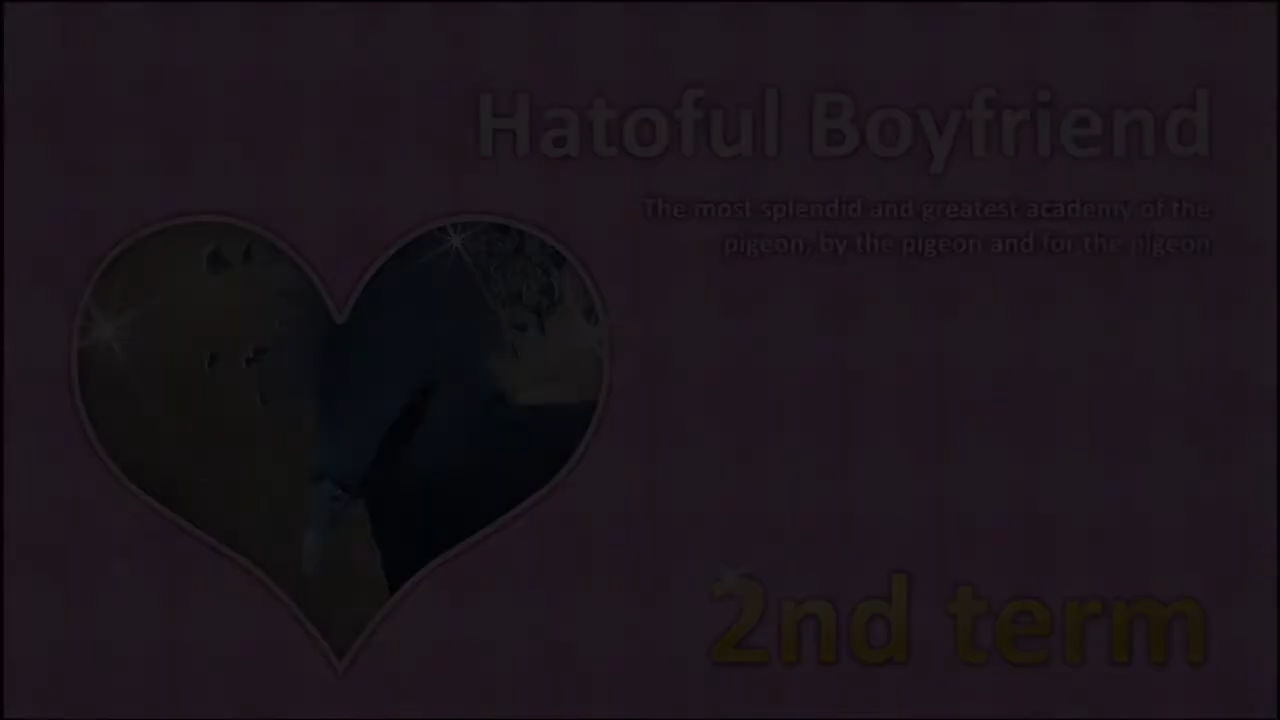 Hatoful Boyfriend
The most splendid and greatest academy of the
pigeon, by the pigeon and for the pigeon
2nd term